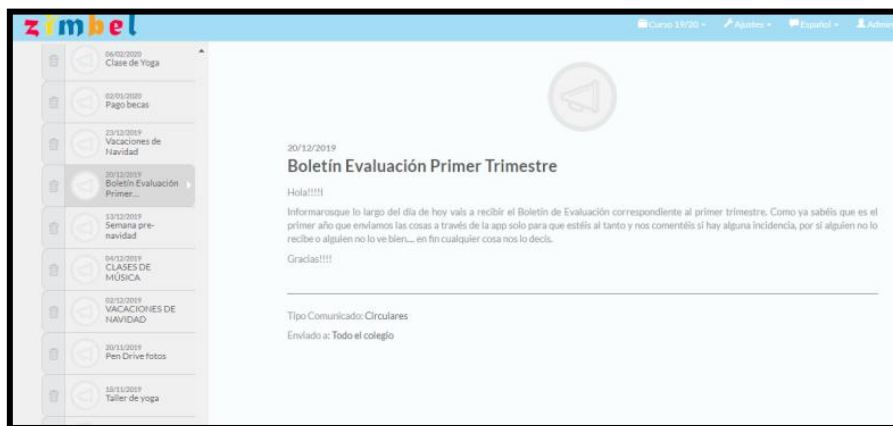 zimbel
Curso 19/20
Ajustes
Español
Admin
06/02/2020
Clase de Yoga
02/01/2020
Pago becas
23/12/2019
Vacaciones de
Navidad
20/12/2019
Boletín Evaluación
Primer...
13/12/2019
Semana pre-
navidad
04/12/2019
CLASES DE
MÚSICA
02/12/2019
VACACIONES DE
NAVIDAD
20/11/2019
Pen Drive fotos
13/11/2019
Taller de yoga
20/12/2019
Boletín Evaluación Primer Trimestre
Hola!!!!!
Informarosque lo largo del día de hoy vais a recibir el Boletín de Evaluación correspondiente al primer trimestre. Como ya sabéis que es el
primer año que enviamos las cosas a través de la app solo para que estéis al tanto y nos comentéis si hay alguna incidencia, por si alguien no lo
recibe o alguien no lo ve bien.... en fin cualquier cosa nos lo decís.
Gracias!!!!
Tipo Comunicado: Circulares
Enviado a: Todo el colegio